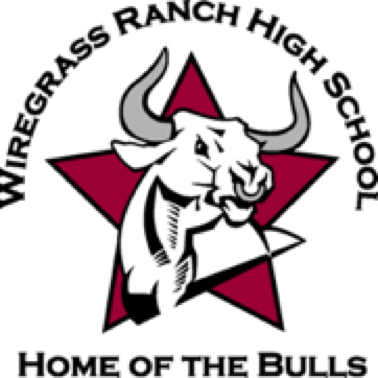 WIREGRASS RANCH HIGH SCHOOL
HOME OF THE BULLS